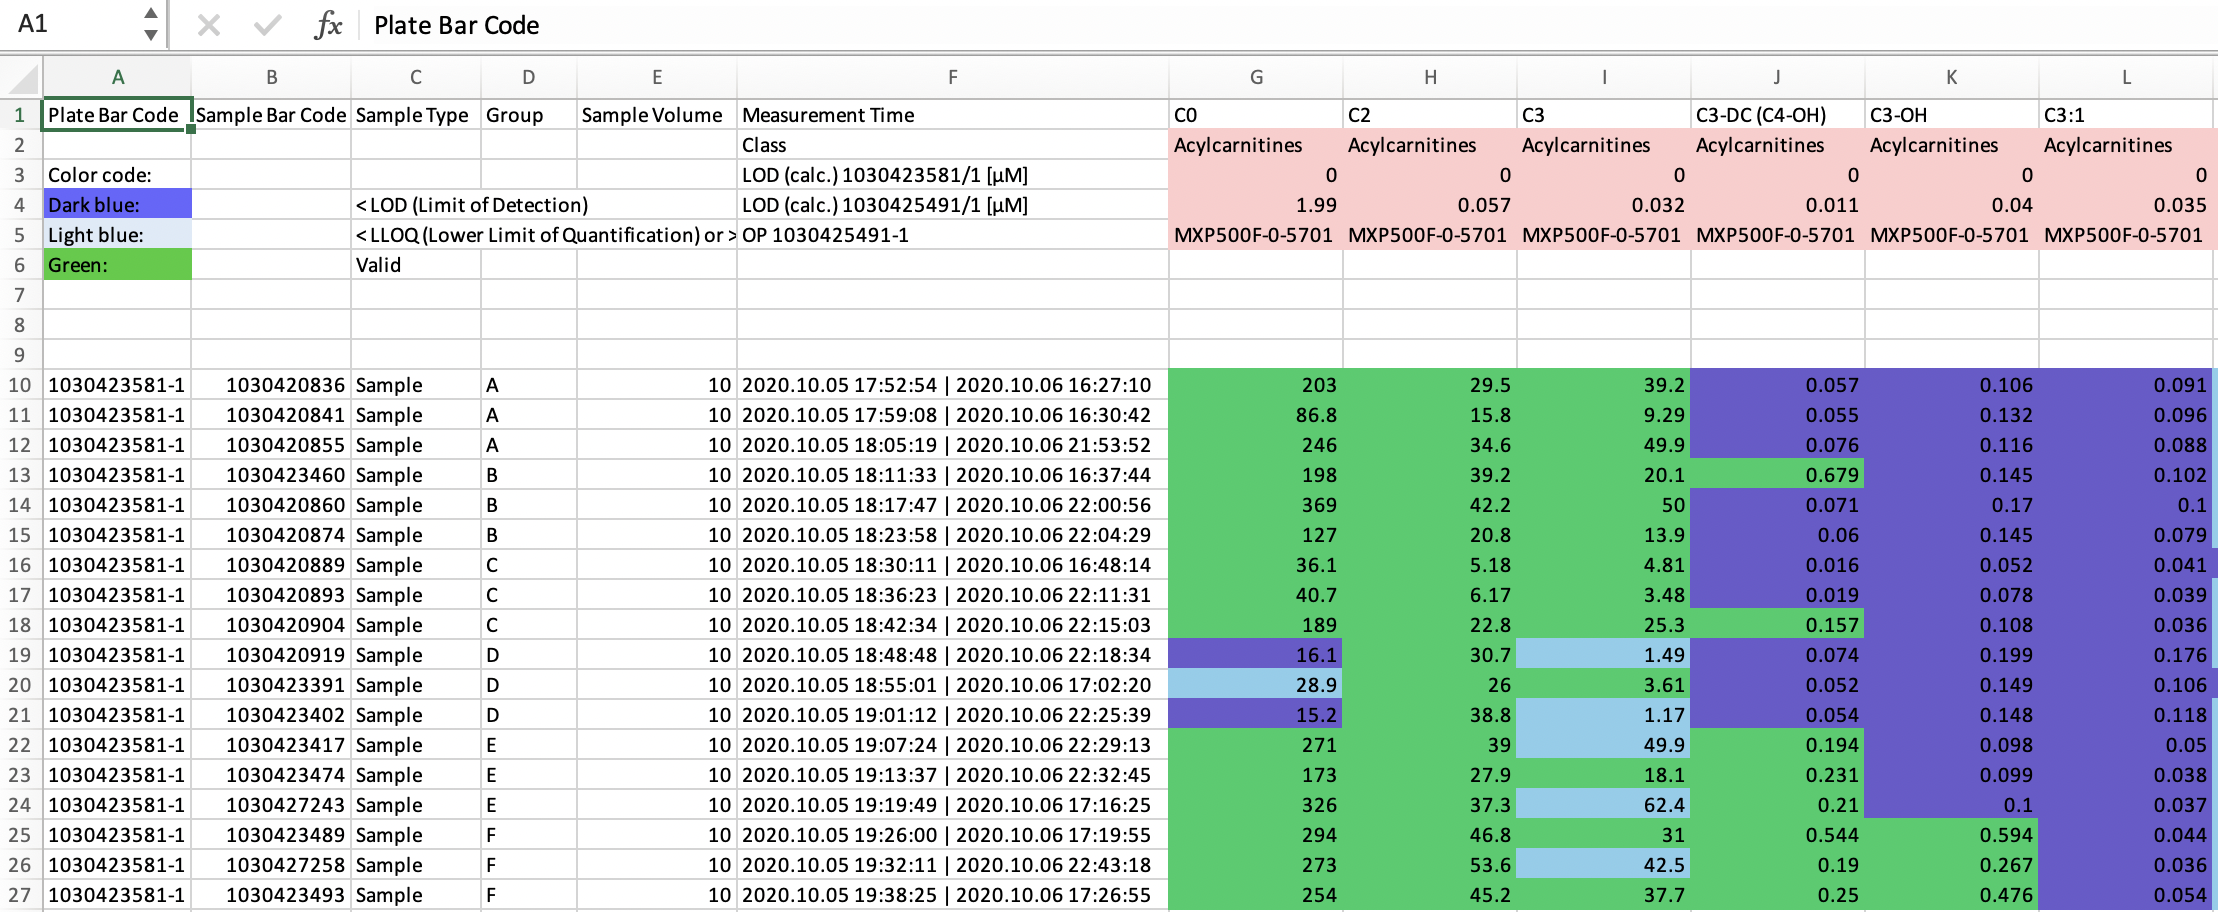 A1 fx Plate Bar Code
A B C D E F G H I J K L
1 Plate Bar Code Sample Bar Code Sample Type Group Sample Volume Measurement Time C0 C2 C3 C3-DC (C4-OH) C3-OH C3:1
2 Class Acylcarnitines Acylcarnitines Acylcarnitines Acylcarnitines Acylcarnitines Acylcarnitines
3 Color code: LOD (calc.) 1030423581/1 [µM] 0 0 0 0 0 0
4 Dark blue: < LOD (Limit of Detection) LOD (calc.) 1030425491/1 [µM] 1.99 0.057 0.032 0.011 0.04 0.035
5 Light blue: < LLOQ (Lower Limit of Quantification) or > OP 1030425491-1 MXP500F-0-5701 MXP500F-0-5701 MXP500F-0-5701 MXP500F-0-5701 MXP500F-0-5701 MXP500F-0-5701
6 Green: Valid
7
8
9
10 1030423581-1 1030420836 Sample A 10 2020.10.05 17:52:54 | 2020.10.06 16:27:10 203 29.5 39.2 0.057 0.106 0.091
11 1030423581-1 1030420841 Sample A 10 2020.10.05 17:59:08 | 2020.10.06 16:30:42 86.8 15.8 9.29 0.055 0.132 0.096
12 1030423581-1 1030420855 Sample A 10 2020.10.05 18:05:19 | 2020.10.06 21:53:52 246 34.6 49.9 0.076 0.116 0.088
13 1030423581-1 1030423460 Sample B 10 2020.10.05 18:11:33 | 2020.10.06 16:37:44 198 39.2 20.1 0.679 0.145 0.102
14 1030423581-1 1030420860 Sample B 10 2020.10.05 18:17:47 | 2020.10.06 22:00:56 369 42.2 50 0.071 0.17 0.1
15 1030423581-1 1030420874 Sample B 10 2020.10.05 18:23:58 | 2020.10.06 22:04:29 127 20.8 13.9 0.06 0.145 0.079
16 1030423581-1 1030420889 Sample C 10 2020.10.05 18:30:11 | 2020.10.06 16:48:14 36.1 5.18 4.81 0.016 0.052 0.041
17 1030423581-1 1030420893 Sample C 10 2020.10.05 18:36:23 | 2020.10.06 22:11:31 40.7 6.17 3.48 0.019 0.078 0.039
18 1030423581-1 1030420904 Sample C 10 2020.10.05 18:42:34 | 2020.10.06 22:15:03 189 22.8 25.3 0.157 0.108 0.036
19 1030423581-1 1030420919 Sample D 10 2020.10.05 18:48:48 | 2020.10.06 22:18:34 16.1 30.7 1.49 0.074 0.199 0.176
20 1030423581-1 1030423391 Sample D 10 2020.10.05 18:55:01 | 2020.10.06 17:02:20 28.9 26 3.61 0.052 0.149 0.106
21 1030423581-1 1030423402 Sample D 10 2020.10.05 19:01:12 | 2020.10.06 22:25:39 15.2 38.8 1.17 0.054 0.148 0.118
22 1030423581-1 1030423417 Sample E 10 2020.10.05 19:07:24 | 2020.10.06 22:29:13 271 39 49.9 0.194 0.098 0.05
23 1030423581-1 1030423474 Sample E 10 2020.10.05 19:13:37 | 2020.10.06 22:32:45 173 27.9 18.1 0.231 0.099 0.038
24 1030423581-1 1030427243 Sample E 10 2020.10.05 19:19:49 | 2020.10.06 17:16:25 326 37.3 62.4 0.21 0.1 0.037
25 1030423581-1 1030423489 Sample F 10 2020.10.05 19:26:00 | 2020.10.06 17:19:55 294 46.8 31 0.544 0.594 0.044
26 1030423581-1 1030427258 Sample F 10 2020.10.05 19:32:11 | 2020.10.06 22:43:18 273 53.6 42.5 0.19 0.267 0.036
27 1030423581-1 1030423493 Sample F 10 2020.10.05 19:38:25 | 2020.10.06 17:26:55 254 45.2 37.7 0.25 0.476 0.054